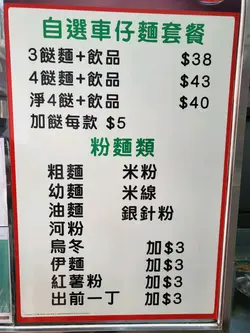 自選車仔麵套餐
3餸麵+飲品 $38
4餸麵+飲品 $43
淨4餸+飲品 $40
加餸每款 $5
粉麵類
粗麵 米粉
幼麵 米線
油麵 銀針粉
河粉
烏冬 加$3
伊麵 加$3
紅薯粉 加$3
出前一丁 加$3